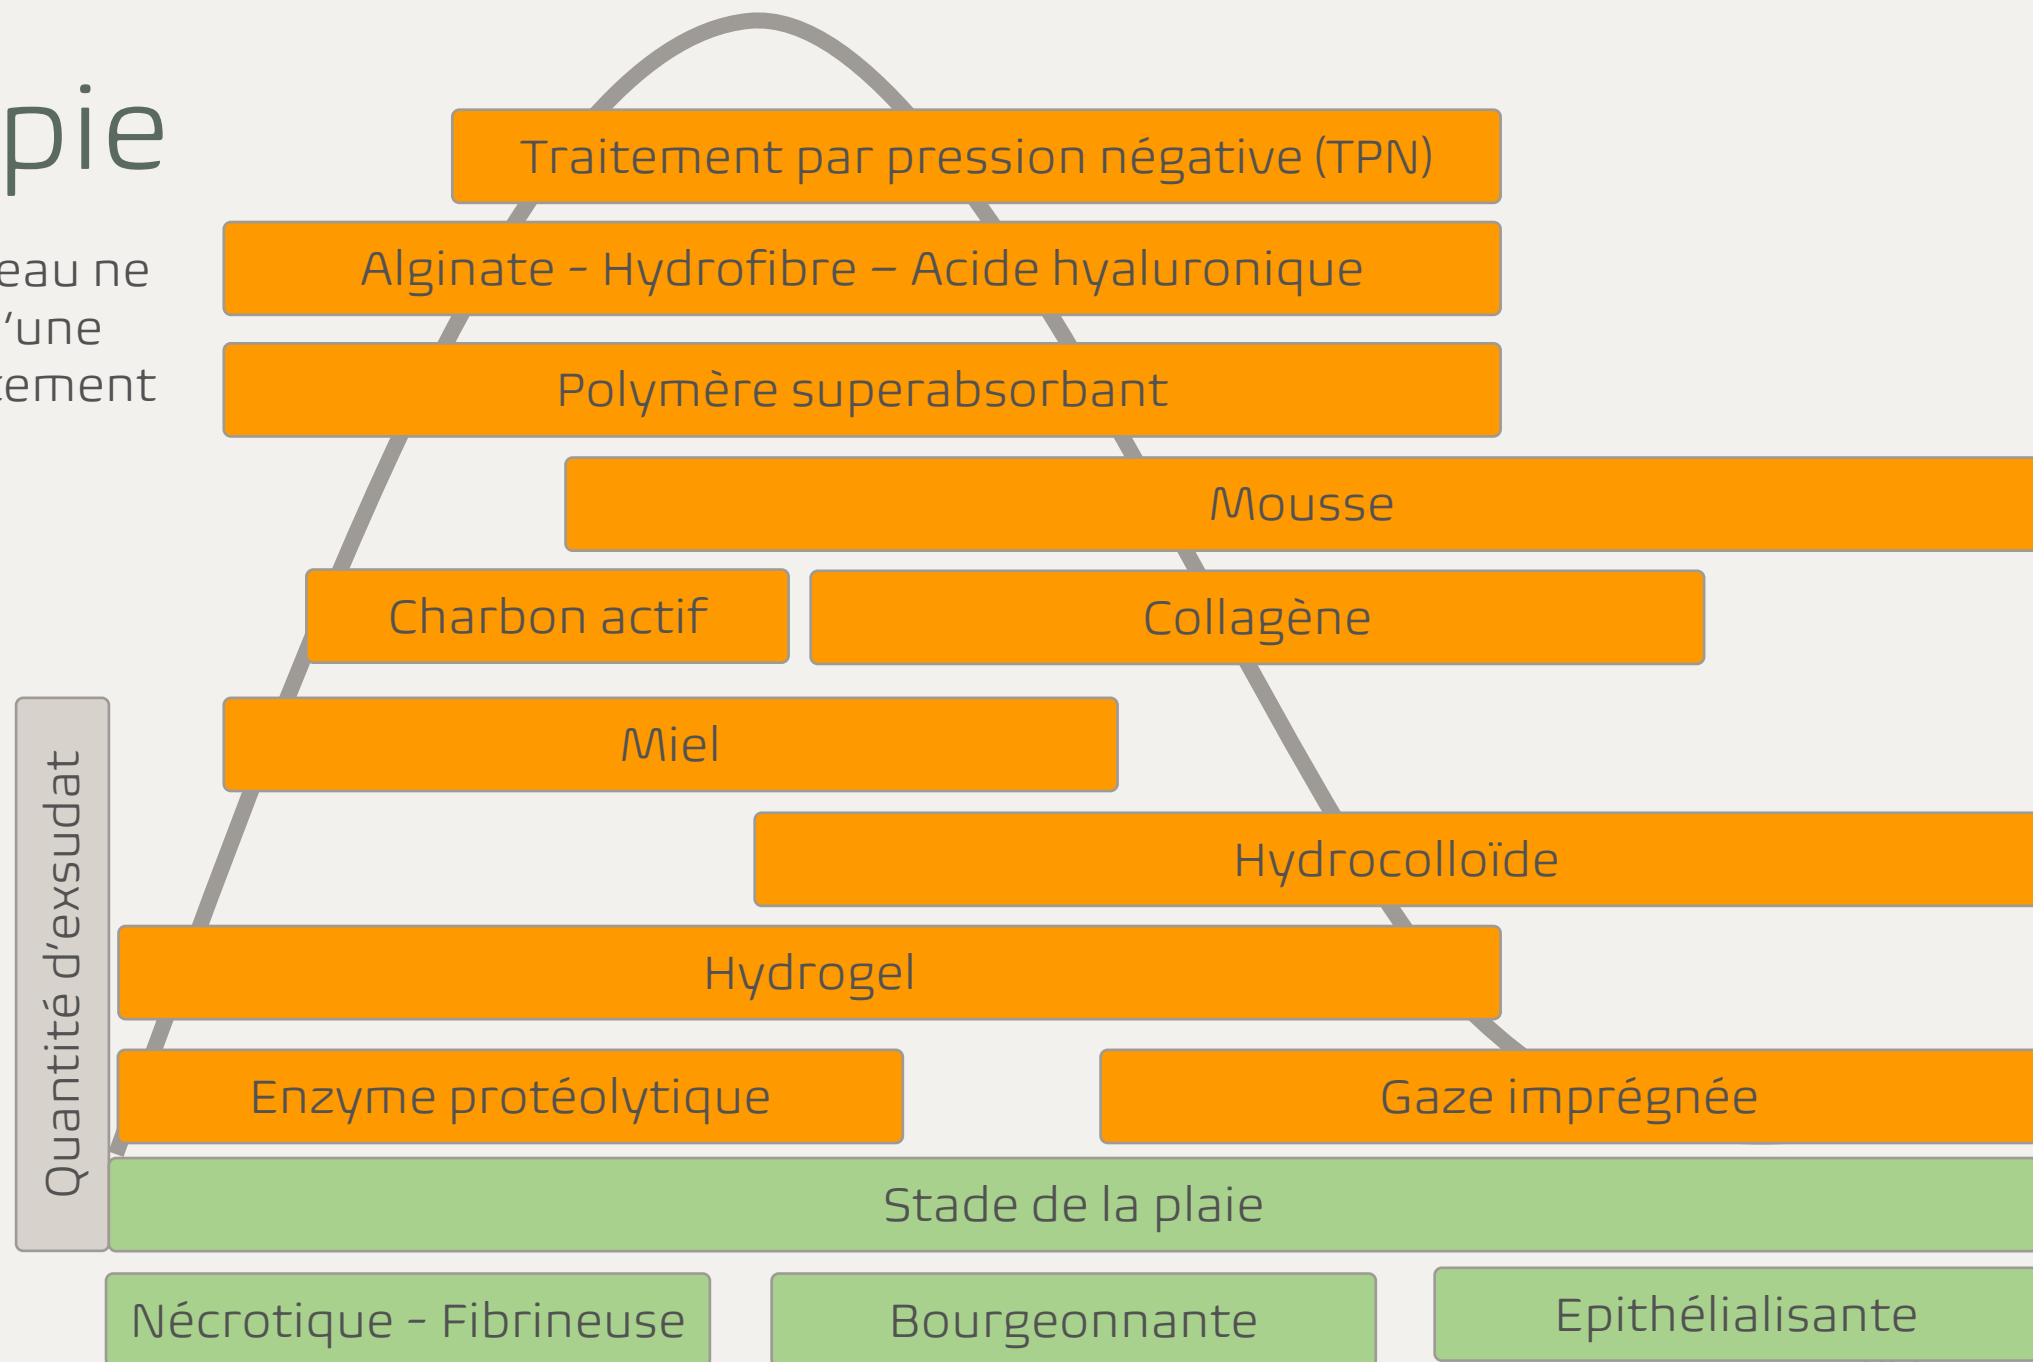 pie
eau ne
'une
tement
Traitement par pression négative (TPN)
Alginate - Hydrofibre – Acide hyaluronique
Polymère superabsorbant
Mousse
Charbon actif
Collagène
Miel
Hydrocolloïde
Hydrogel
Enzyme protéolytique
Gaze imprégnée
Quantité d'exsudat
Stade de la plaie
Nécrotique - Fibrineuse
Bourgeonnante
Epithélialisante